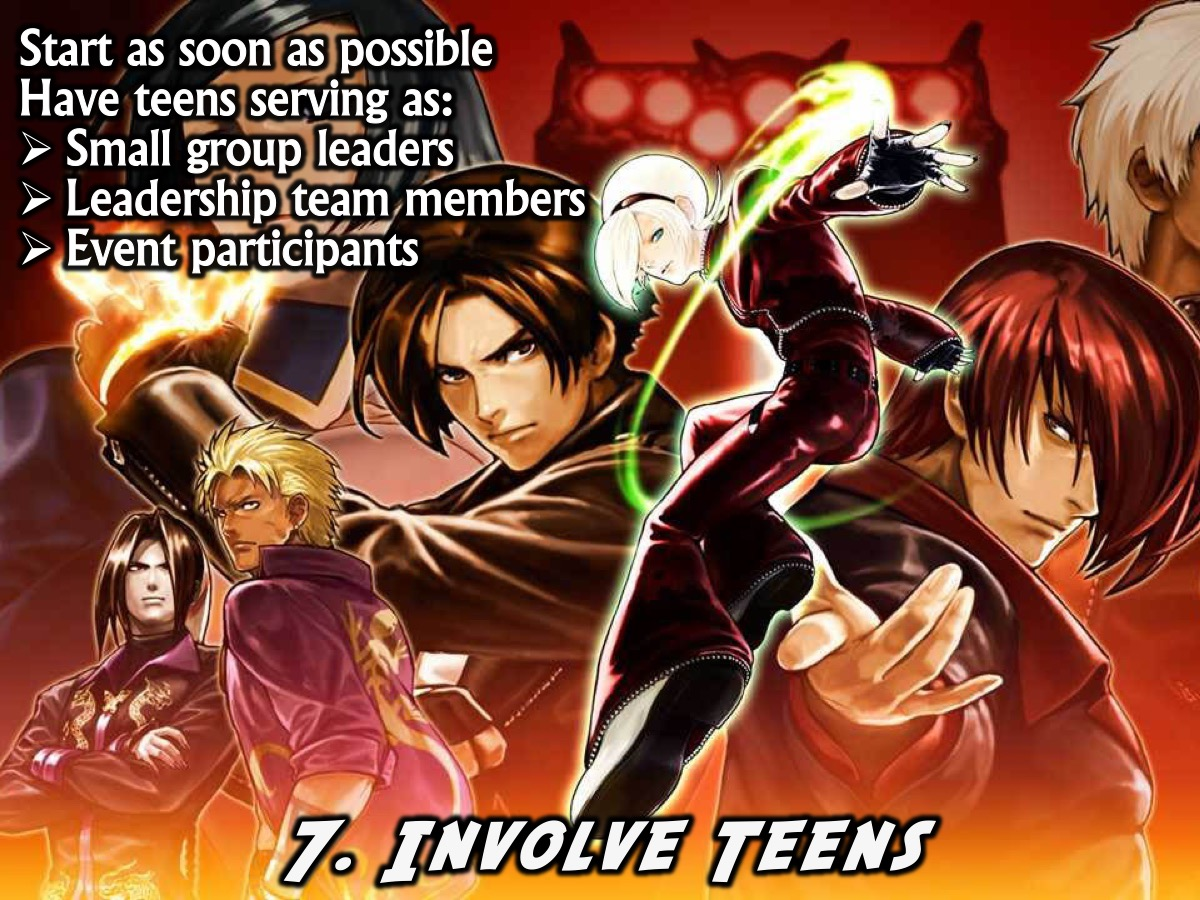 Start as soon as possible
Have teens serving as:
➢ Small group leaders
➢ Leadership team members
➢ Event participants
7. Involve Teens